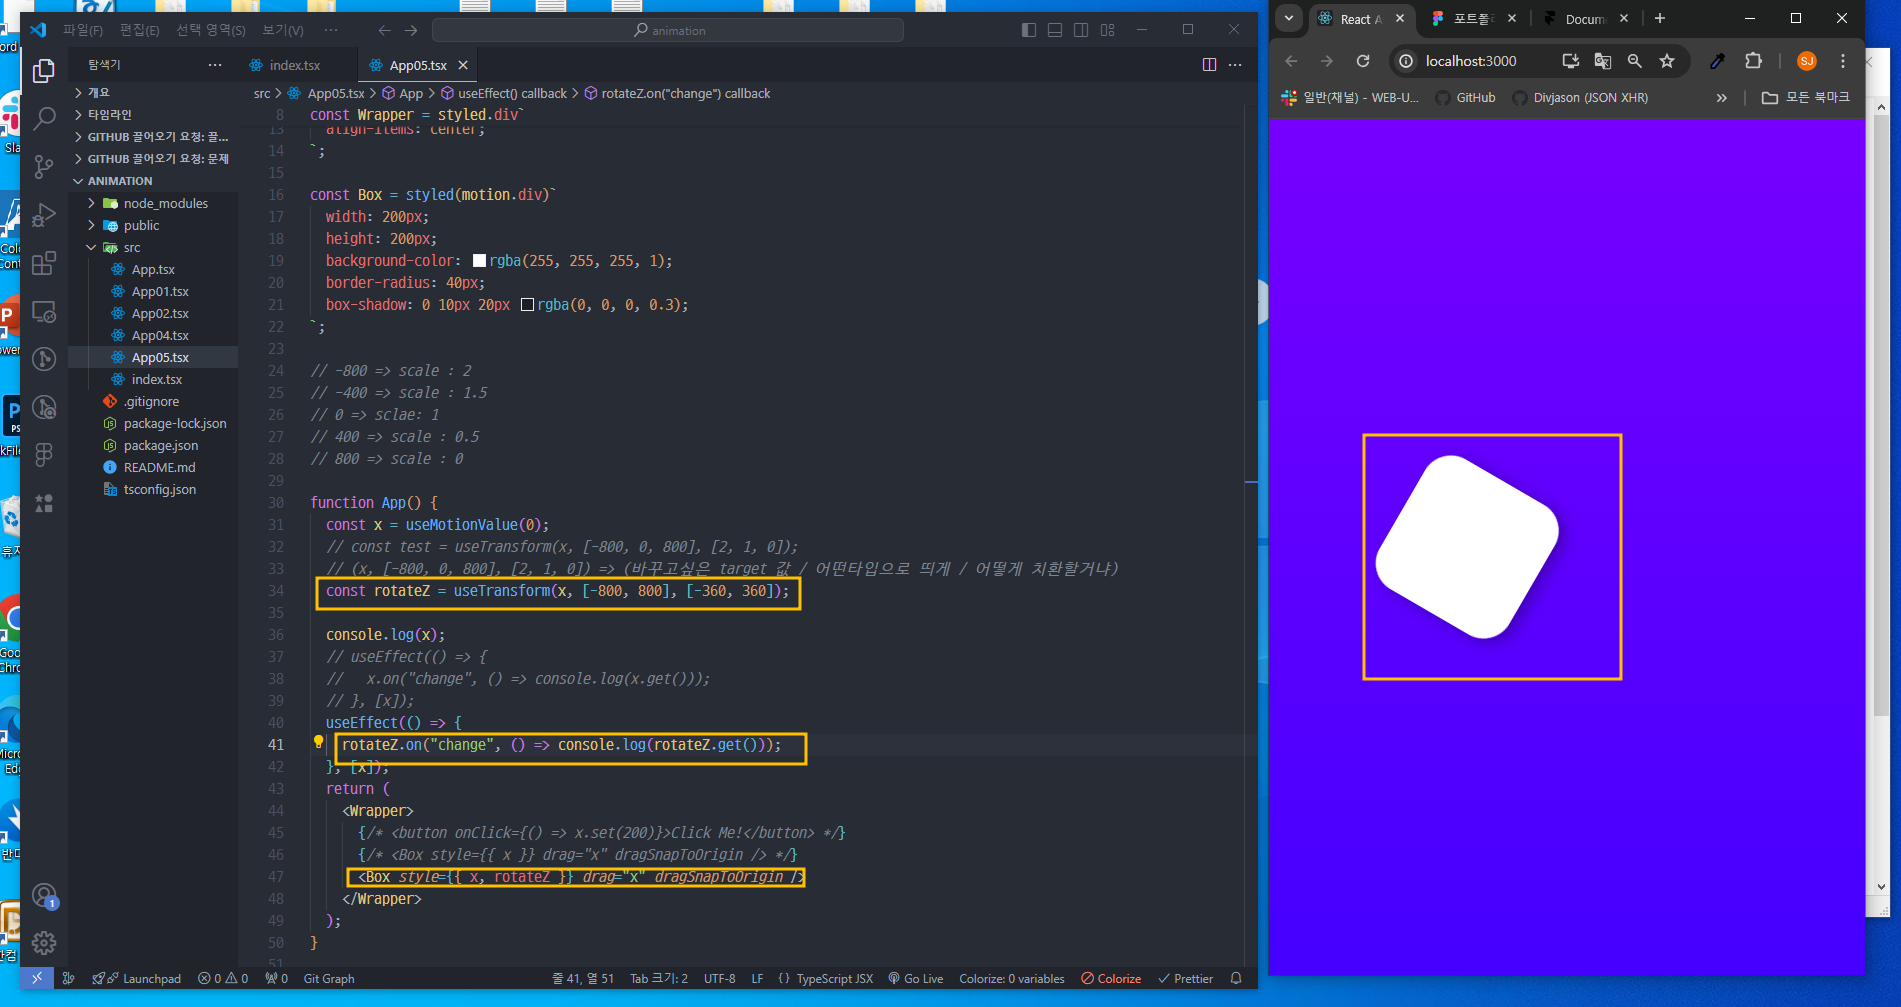 파일(F) 편집(E) 선택 영역(S) 보기(V) ···
animation
탐색기 ···
index.tsx
App05.tsx
src > App05.tsx > App > useEffect() callback > rotateZ.on("change") callback
개요
타임라인
GITHUB 끌어오기 요청: 끌...
GITHUB 끌어오기 요청: 문제
ANIMATION
node_modules
public
src
App.tsx
App01.tsx
App02.tsx
App04.tsx
App05.tsx
index.tsx
.gitignore
package-lock.json
package.json
README.md
tsconfig.json
8 const Wrapper = styled.div`
13 align-items: center;
14 `;
15
16 const Box = styled(motion.div)`
17 width: 200px;
18 height: 200px;
19 background-color: rgba(255, 255, 255, 1);
20 border-radius: 40px;
21 box-shadow: 0 10px 20px rgba(0, 0, 0, 0.3);
22 `;
23
24 // -800 => scale : 2
25 // -400 => scale : 1.5
26 // 0 => sclae: 1
27 // 400 => scale : 0.5
28 // 800 => scale : 0
29
30 function App() {
31 const x = useMotionValue(0);
32 // const test = useTransform(x, [-800, 0, 800], [2, 1, 0]);
33 // (x, [-800, 0, 800], [2, 1, 0]) => (바꾸고싶은 target 값 / 어떤타입으로 띄게 / 어떻게 치환할거냐)
34 const rotateZ = useTransform(x, [-800, 800], [-360, 360]);
35
36 console.log(x);
37 // useEffect(() => {
38 // x.on("change", () => console.log(x.get()));
39 // }, [x]);
40 useEffect(() => {
41 rotateZ.on("change", () => console.log(rotateZ.get()));
42 }, [x]);
43 return (
44 <Wrapper>
45 {/* <button onClick={() => x.set(200)}>Click Me!</button> */}
46 {/* <Box style={{ x }} drag="x" dragSnapToOrigin /> */}
47 <Box style={{ x, rotateZ }} drag="x" dragSnapToOrigin />
48 </Wrapper>
49 );
50 }
51
1
Launchpad 0 0 0 Git Graph
줄 41, 열 51 Tab 크기: 2 UTF-8 LF {} TypeScript JSX Go Live Colorize: 0 variables Colorize Prettier
React A
포트폴
Docum
localhost:3000
SJ
일반(채널) - WEB-U...
GitHub
Divjason (JSON XHR)
» 모든 북마크